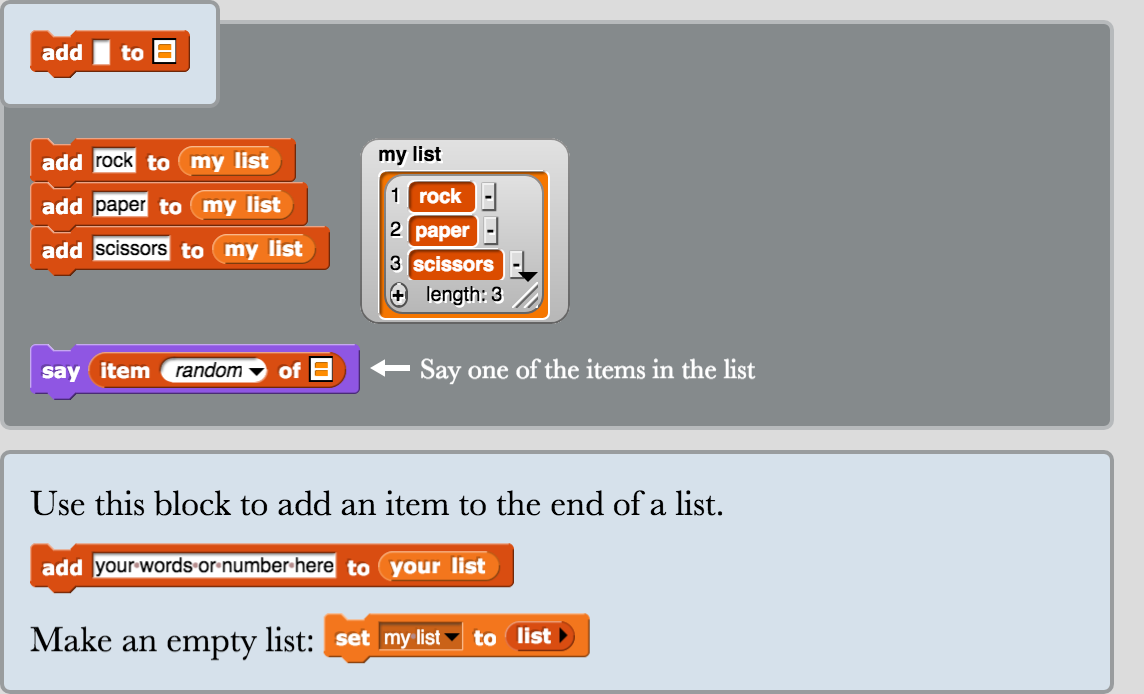 add to
add rock to my list
add paper to my list
add scissors to my list
my list
1 rock -
2 paper -
3 scissors -
+ length: 3
say item random of
Say one of the items in the list
Use this block to add an item to the end of a list.
add your words or number here to your list
Make an empty list: set my list to list